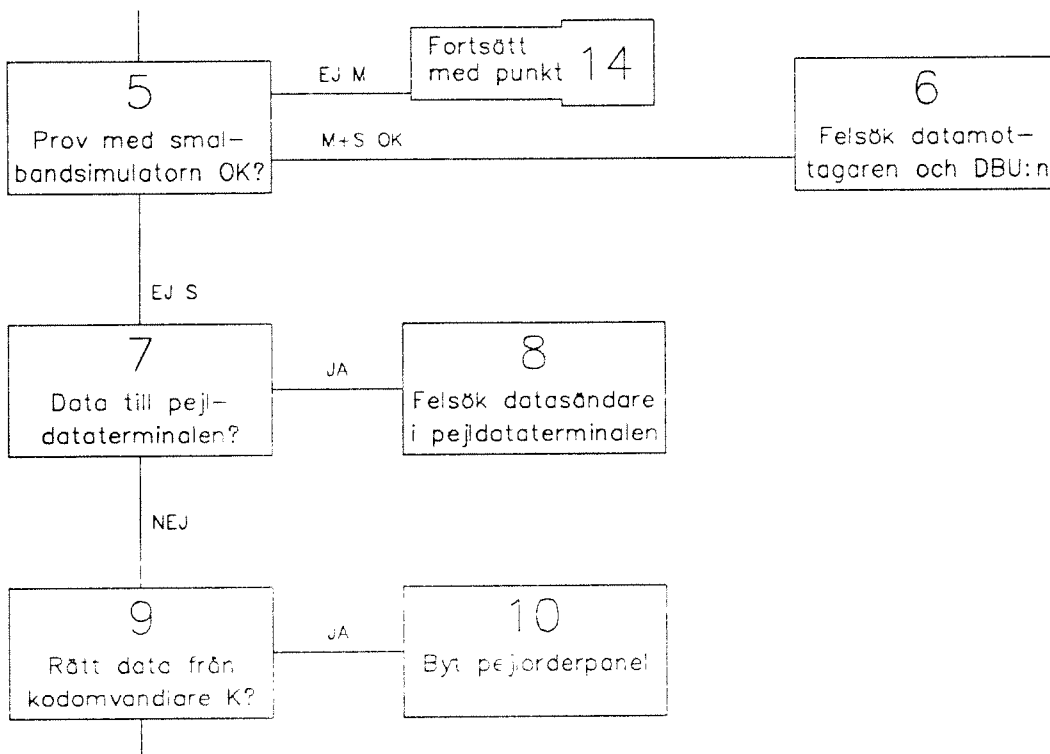 5
Prov med smal-
bandsimulatorn OK?
EJ M
Fortsätt
med punkt 14
M+S OK
6
Felsök datamot-
tagaren och DBU:n
EJ S
7
Data till pejl-
dataterminalen?
JA
8
Felsök datasändare
i pejldataterminalen
NEJ
9
Rätt data från
kodomvandlare K?
JA
10
Byt pejlorderpanel